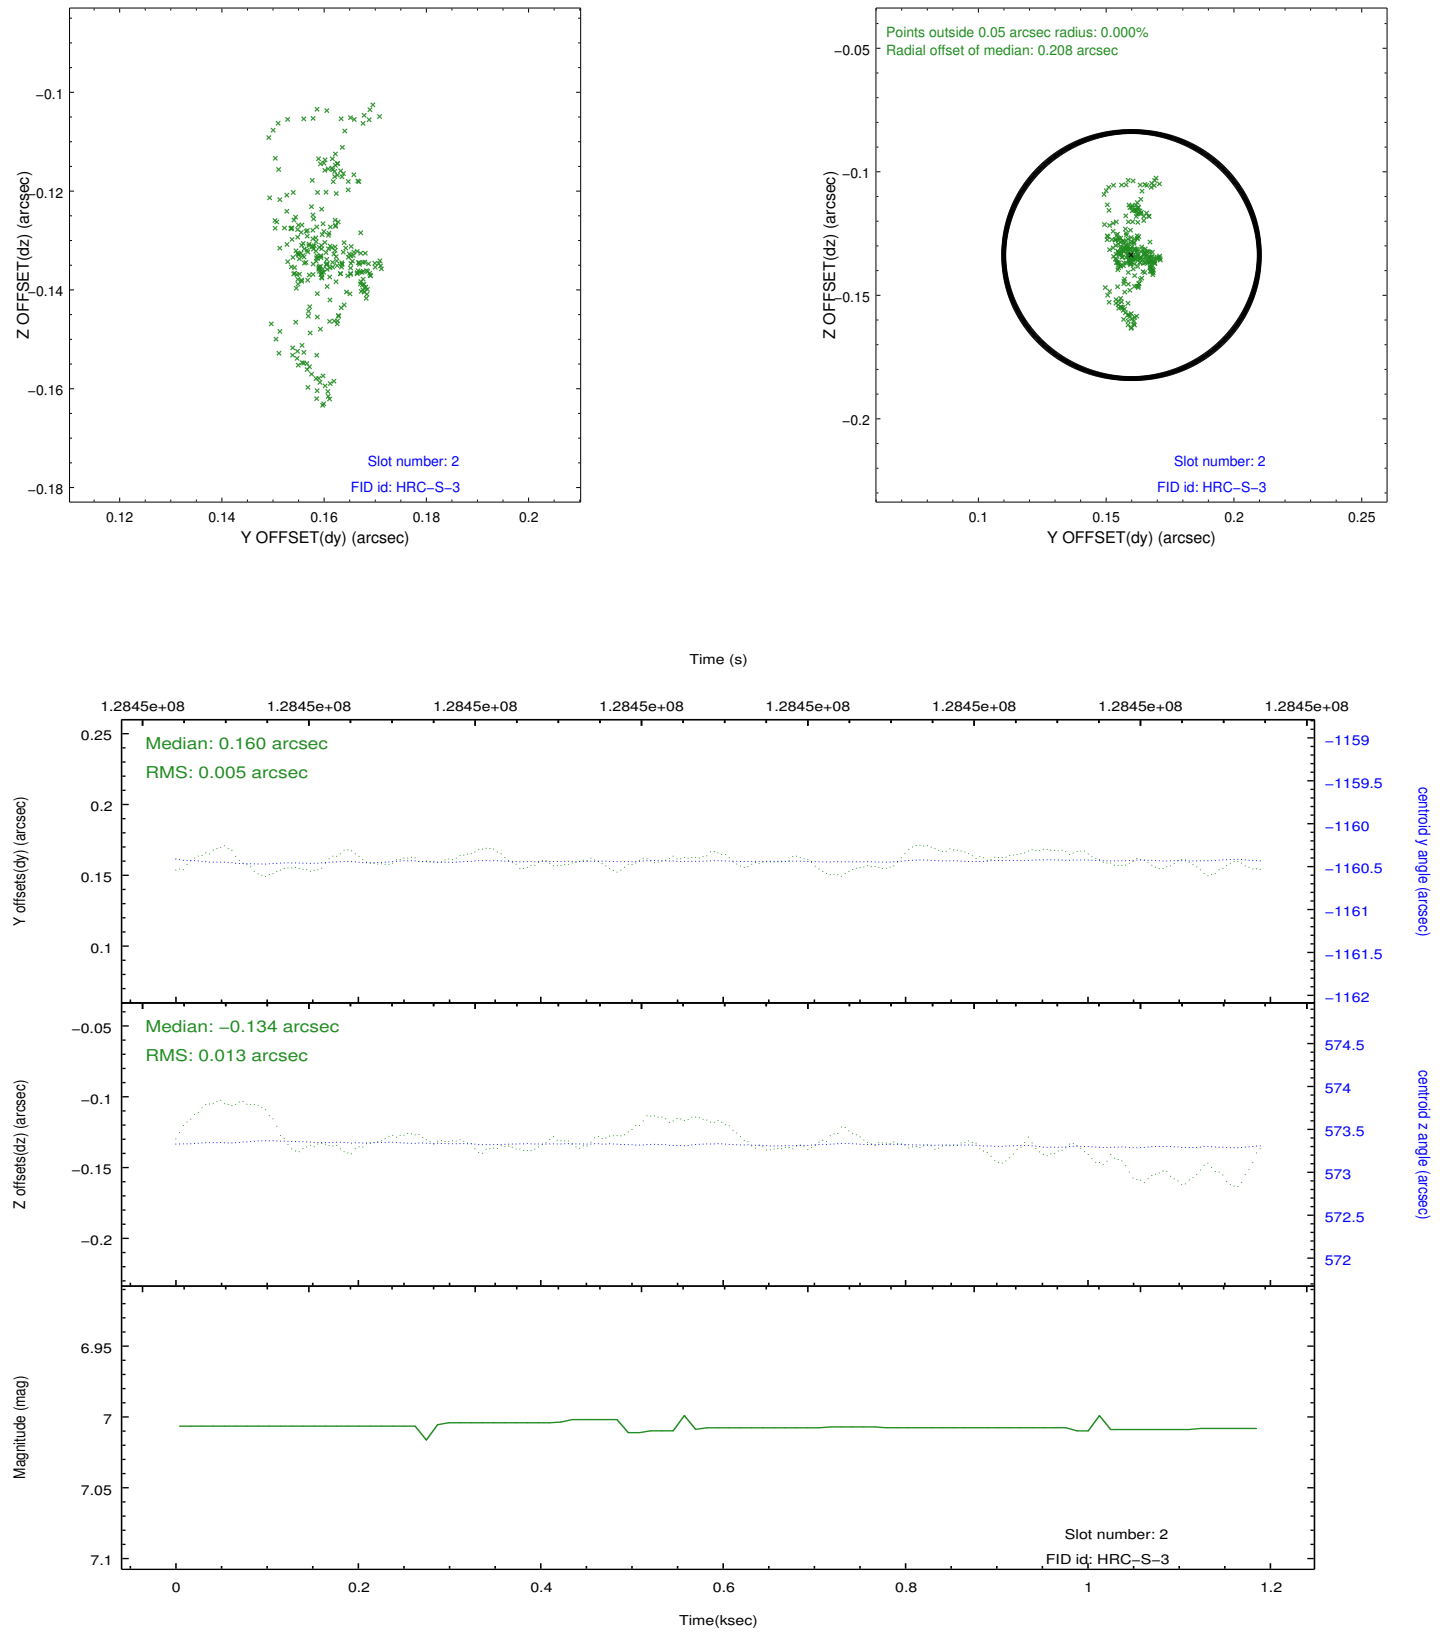 Z OFFSET(dz) (arcsec)
−0.1
−0.12
−0.14
−0.16
−0.18
Slot number: 2
FID id: HRC−S−3
0.12 0.14 0.16 0.18 0.2
Y OFFSET(dy) (arcsec)
Points outside 0.05 arcsec radius: 0.000%
Radial offset of median: 0.208 arcsec
Z OFFSET(dz) (arcsec)
−0.05
−0.1
−0.15
−0.2
Slot number: 2
FID id: HRC−S−3
0.1 0.15 0.2 0.25
Y OFFSET(dy) (arcsec)
Time (s)
1.2845e+08 1.2845e+08 1.2845e+08 1.2845e+08 1.2845e+08 1.2845e+08 1.2845e+08 1.2845e+08
Y offsets(dy) (arcsec)
0.25
0.2
0.15
0.1
Median: 0.160 arcsec
RMS: 0.005 arcsec
−1159
−1159.5
−1160
−1160.5
−1161
−1161.5
−1162
centroid y angle (arcsec)
Z offsets(dz) (arcsec)
−0.05
−0.1
−0.15
−0.2
Median: −0.134 arcsec
RMS: 0.013 arcsec
574.5
574
573.5
573
572.5
572
centroid z angle (arcsec)
Magnitude (mag)
6.95
7
7.05
7.1
Slot number: 2
FID id: HRC−S−3
0 0.2 0.4 0.6 0.8 1 1.2
Time(ksec)